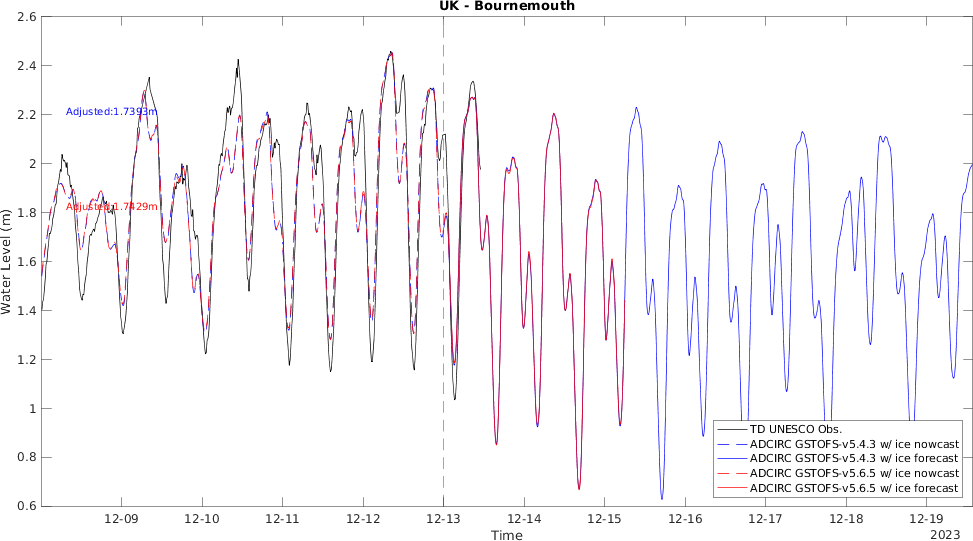 UK - Bournemouth
2.6
2.4
2.2
2
1.8
1.6
1.4
1.2
1
0.8
0.6
Water Level (m)
Adjusted:1.7393m
Adjusted:1.7429m
TD UNESCO Obs.
ADCIRC GSTOFS-v5.4.3 w/ ice nowcast
ADCIRC GSTOFS-v5.4.3 w/ ice forecast
ADCIRC GSTOFS-v5.6.5 w/ ice nowcast
ADCIRC GSTOFS-v5.6.5 w/ ice forecast
12-09 12-10 12-11 12-12 12-13 12-14 12-15 12-16 12-17 12-18 12-19
Time
2023